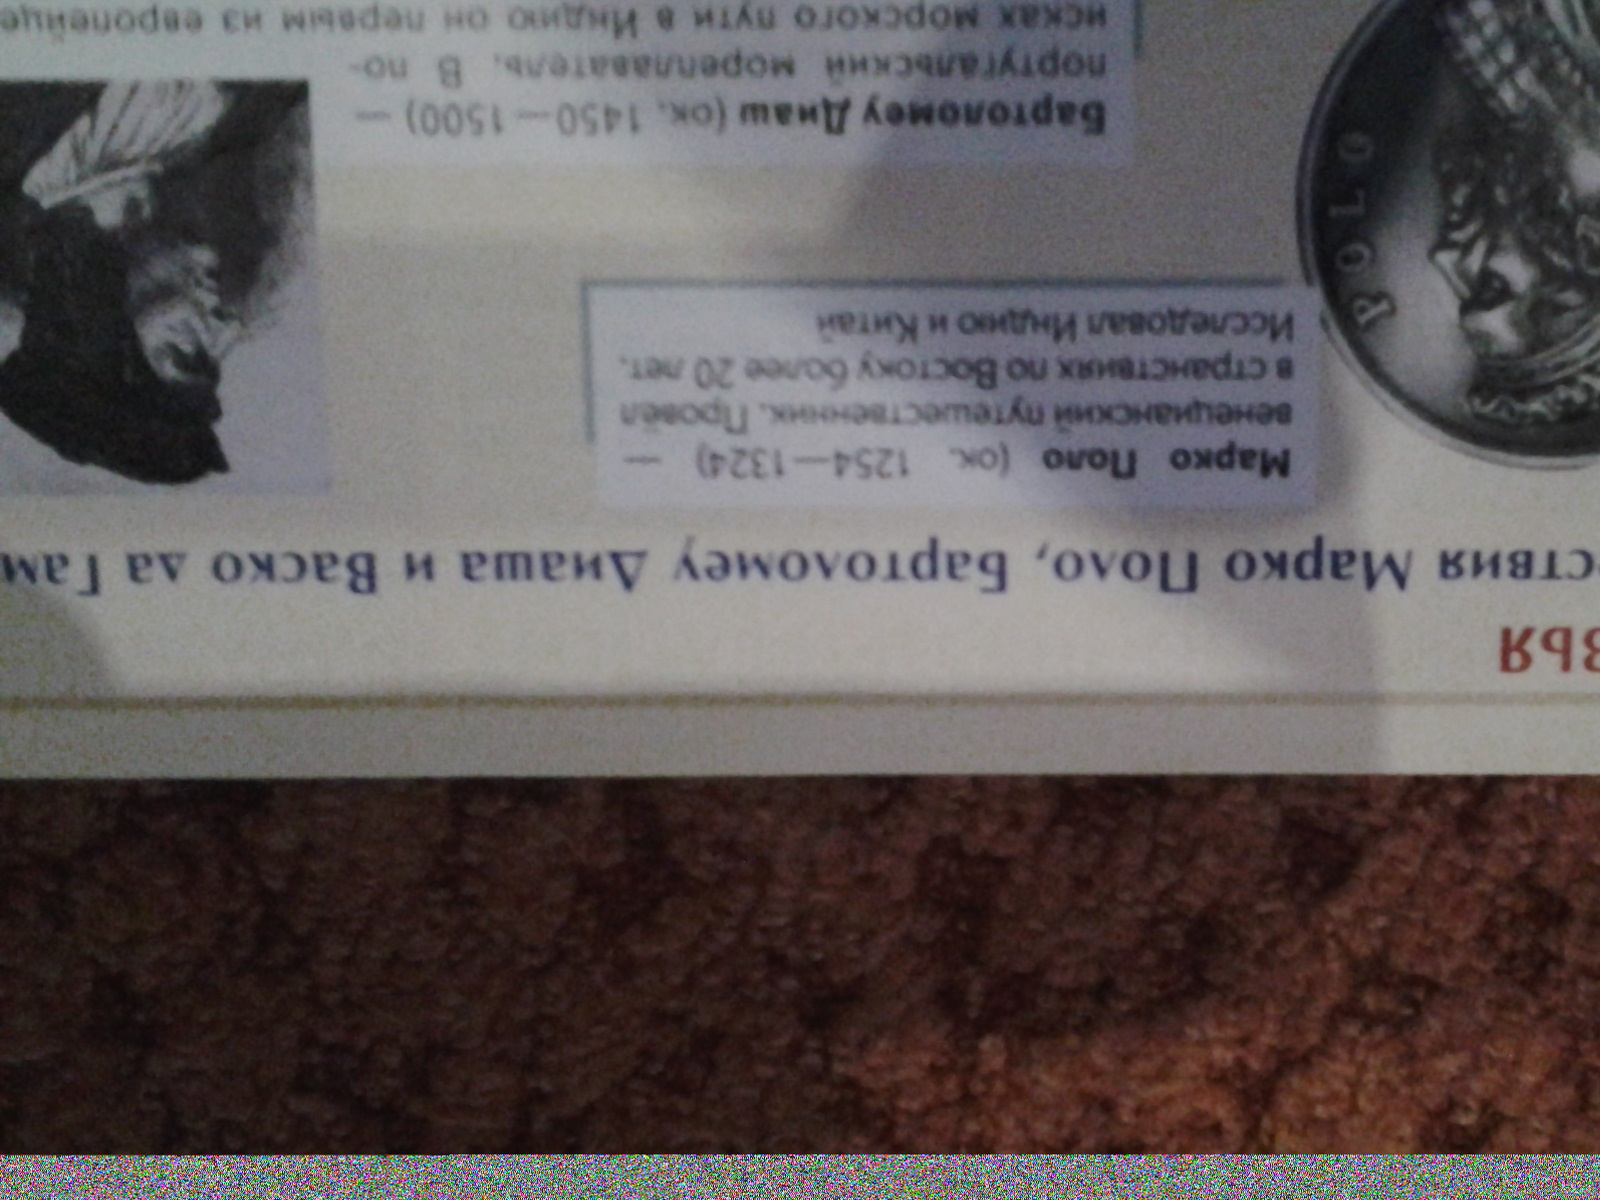 ВЬЯ
ствия Марко Поло, Бартоломеу Диаша и Васко да Гам
Марко Поло (ок. 1254—1324) —
венецианский путешественник. Провёл
в странствиях по Востоку более 20 лет.
Исследовал Индию и Китай
POLO
Бартоломеу Диаш (ок. 1450—1500) —
португальский мореплаватель. В по-
исках морского пути в Индию он первым из европейце